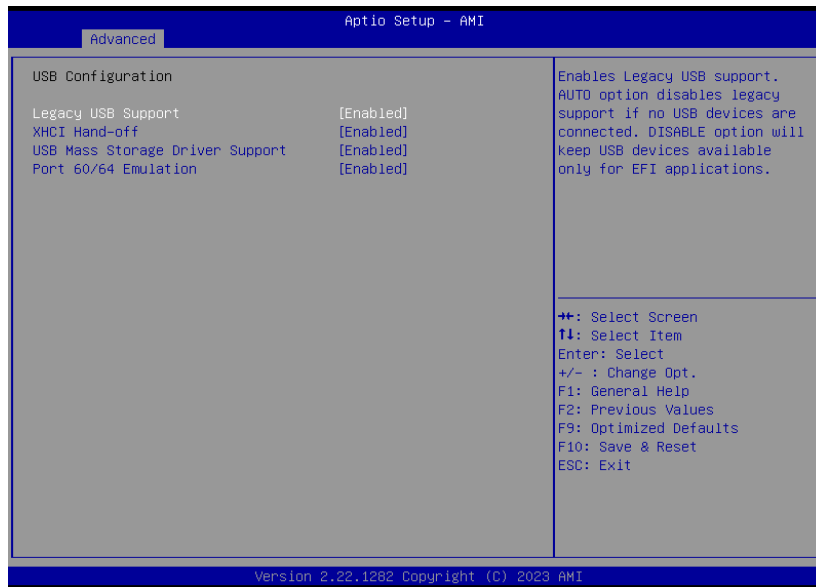 Aptio Setup - AMI
Advanced
USB Configuration
Legacy USB Support [Enabled]
XHCI Hand-off [Enabled]
USB Mass Storage Driver Support [Enabled]
Port 60/64 Emulation [Enabled]
Enables Legacy USB support.
AUTO option disables legacy
support if no USB devices are
connected. DISABLE option will
keep USB devices available
only for EFI applications.
→←: Select Screen
↑↓: Select Item
Enter: Select
+/- : Change Opt.
F1: General Help
F2: Previous Values
F9: Optimized Defaults
F10: Save & Reset
ESC: Exit
Version 2.22.1282 Copyright (C) 2023 AMI